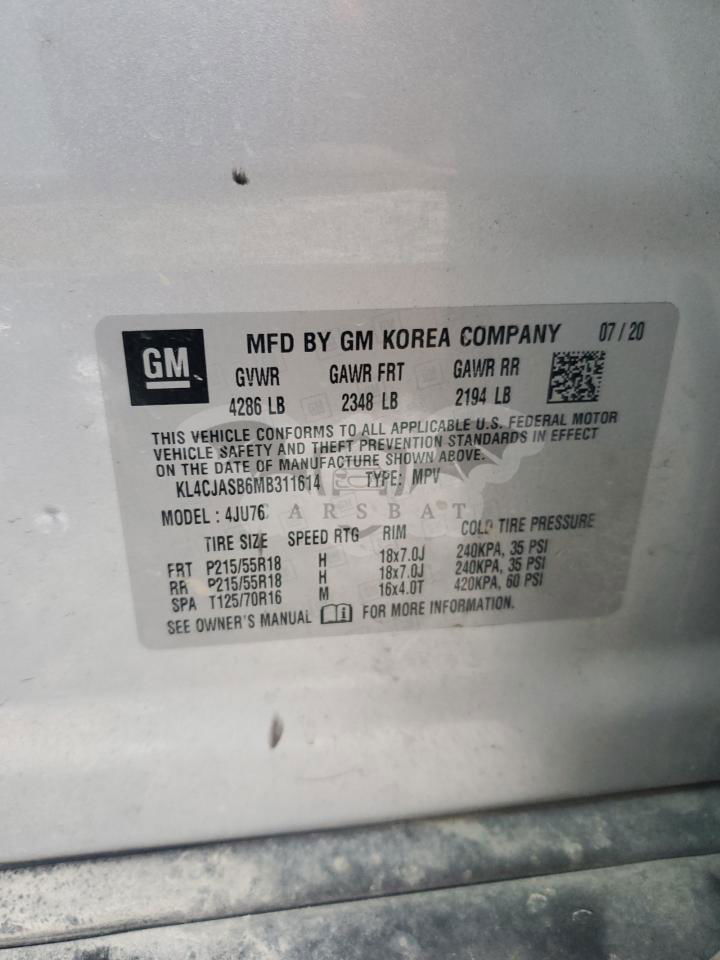 GM
MFD BY GM KOREA COMPANY 07/20
GVWR GAWR FRT GAWR RR
4286 LB 2348 LB 2194 LB
THIS VEHICLE CONFORMS TO ALL APPLICABLE U.S. FEDERAL MOTOR
VEHICLE SAFETY AND THEFT PREVENTION STANDARDS IN EFFECT
ON THE DATE OF MANUFACTURE SHOWN ABOVE.
KL4CJASB6MB311614 TYPE: MPV
CARSBAT
MODEL : 4JU76
TIRE SIZE SPEED RTG RIM COLD TIRE PRESSURE
FRT P215/55R18 H 18x7.0J 240KPA, 35 PSI
RR P215/55R18 H 18x7.0J 240KPA, 35 PSI
SPA T125/70R16 M 16x4.0T 420KPA, 60 PSI
SEE OWNER'S MANUAL FOR MORE INFORMATION.